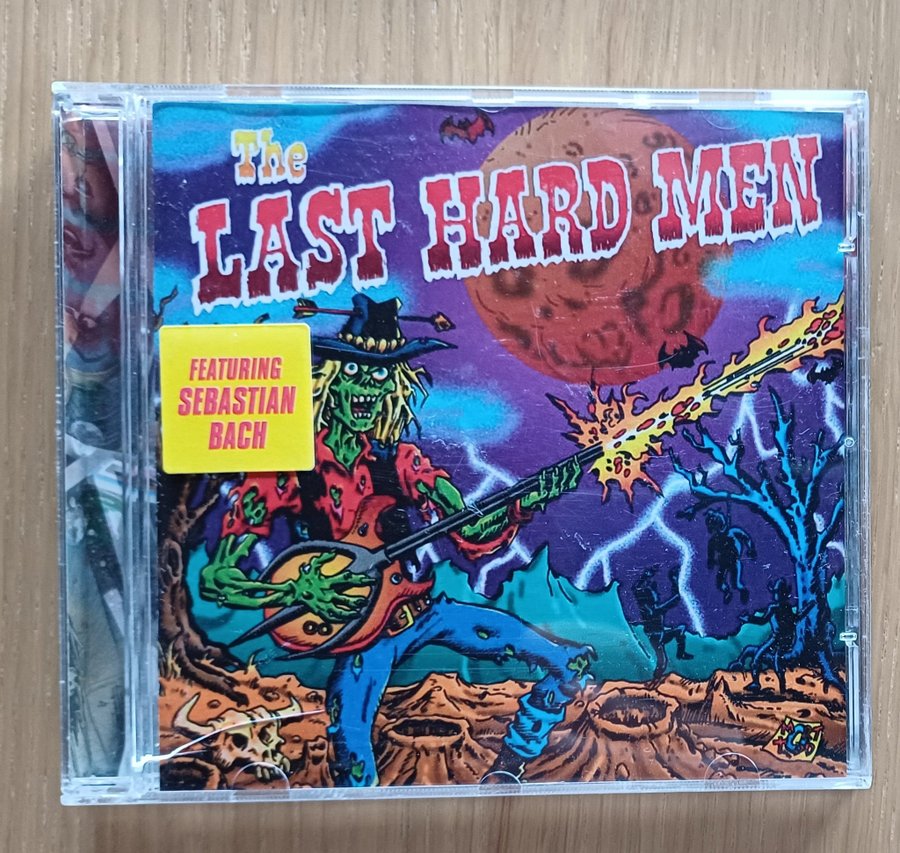 The
LAST HARD MEN
FEATURING
SEBASTIAN
BACH